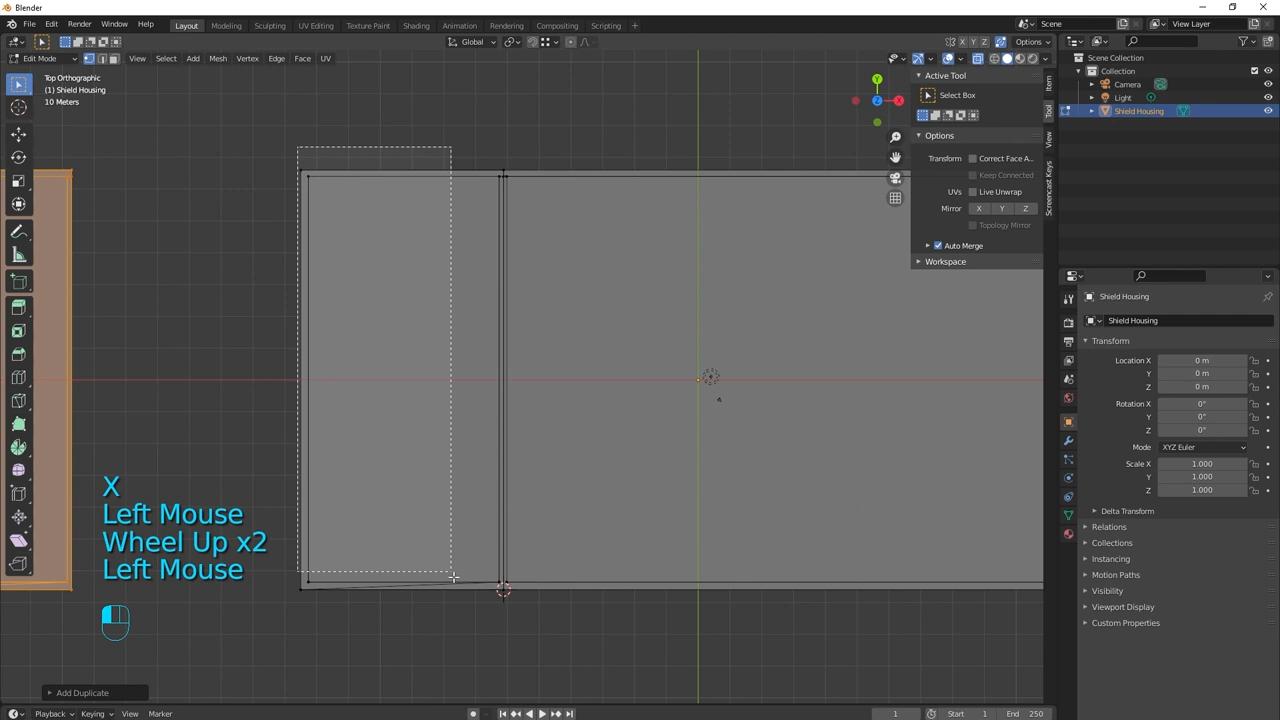 Blender
File Edit Render Window Help Layout Modeling Sculpting UV Editing Texture Paint Shading Animation Rendering Compositing Scripting + Scene View Layer
Global X Y Z Options
Edit Mode View Select Add Mesh Vertex Edge Face UV
Top Orthographic
(1) Shield Housing
10 Meters
Y
X
Z
Active Tool
Select Box
Options
Transform Correct Face A...
Keep Connected
UVs Live Unwrap
Mirror X Y Z
Topology Mirror
Auto Merge
Workspace
Item
Tool
View
Screencast Keys
Scene Collection
Collection
Camera
Light
Shield Housing
Shield Housing
Shield Housing
Transform
Location X 0 m
Y 0 m
Z 0 m
Rotation X 0°
Y 0°
Z 0°
Mode XYZ Euler
Scale X 1.000
Y 1.000
Z 1.000
Delta Transform
Relations
Collections
Instancing
Motion Paths
Visibility
Viewport Display
Custom Properties
X
Left Mouse
Wheel Up x2
Left Mouse
Add Duplicate
Playback Keying View Marker 1 Start 1 End 250